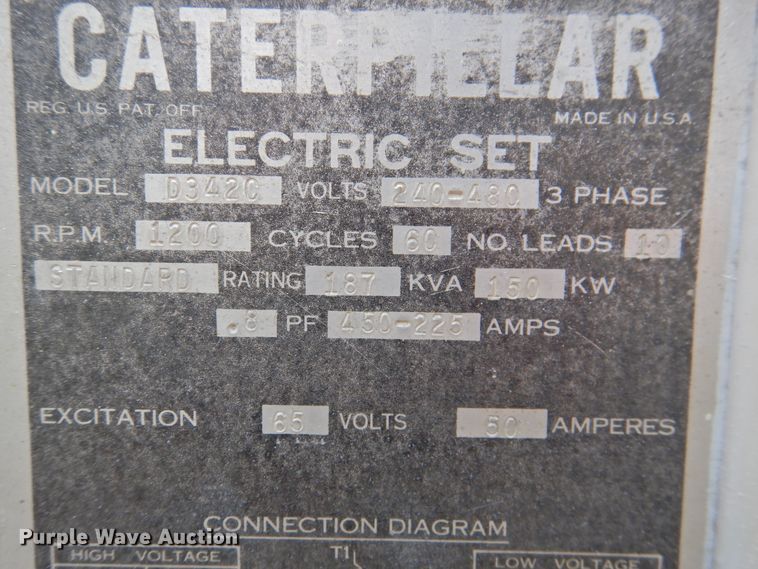 CATERPILLAR
REG. U.S. PAT. OFF. MADE IN U.S.A
ELECTRIC SET
MODEL D342C VOLTS 240-480 3 PHASE
R.P.M. 1200 CYCLES 60 NO. LEADS 10
STANDARD RATING 187 KVA 150 KW
.8 PF 450-225 AMPS
EXCITATION 65 VOLTS 50 AMPERES
CONNECTION DIAGRAM
HIGH VOLTAGE T1 LOW VOLTAGE
Purple Wave Auction